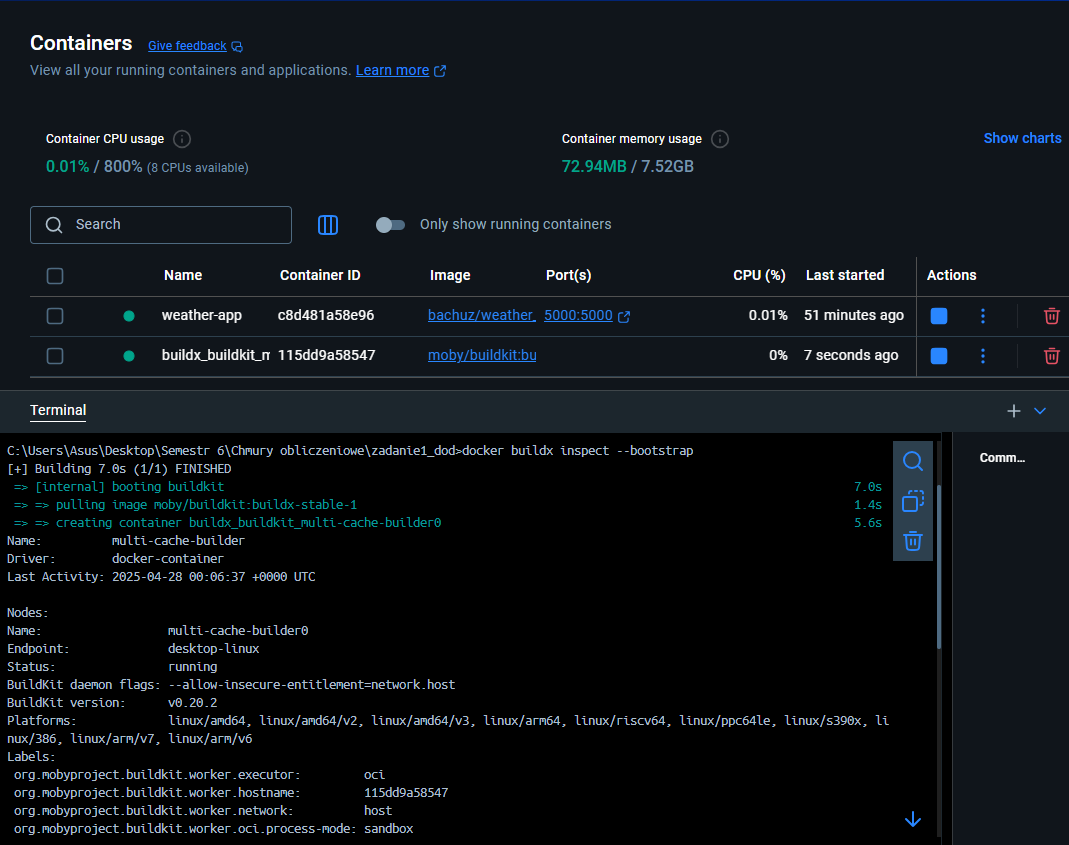 Containers Give feedback
View all your running containers and applications. Learn more
Container CPU usage
0.01% / 800% (8 CPUs available)
Container memory usage
72.94MB / 7.52GB
Show charts
Search
Only show running containers
Name Container ID Image Port(s) CPU (%) Last started Actions
weather-app c8d481a58e96 bachuz/weather_ 5000:5000 0.01% 51 minutes ago
buildx_buildkit_m 115dd9a58547 moby/buildkit:bu 0% 7 seconds ago
Terminal
C:\Users\Asus\Desktop\Semestr 6\Chmury obliczeniowe\zadanie1_dod>docker buildx inspect --bootstrap
[+] Building 7.0s (1/1) FINISHED
=> [internal] booting buildkit 7.0s
=> => pulling image moby/buildkit:buildx-stable-1 1.4s
=> => creating container buildx_buildkit_multi-cache-builder0 5.6s
Name: multi-cache-builder
Driver: docker-container
Last Activity: 2025-04-28 00:06:37 +0000 UTC
Nodes:
Name: multi-cache-builder0
Endpoint: desktop-linux
Status: running
BuildKit daemon flags: --allow-insecure-entitlement=network.host
BuildKit version: v0.20.2
Platforms: linux/amd64, linux/amd64/v2, linux/amd64/v3, linux/arm64, linux/riscv64, linux/ppc64le, linux/s390x, li
nux/386, linux/arm/v7, linux/arm/v6
Labels:
org.mobyproject.buildkit.worker.executor: oci
org.mobyproject.buildkit.worker.hostname: 115dd9a58547
org.mobyproject.buildkit.worker.network: host
org.mobyproject.buildkit.worker.oci.process-mode: sandbox
Comm...